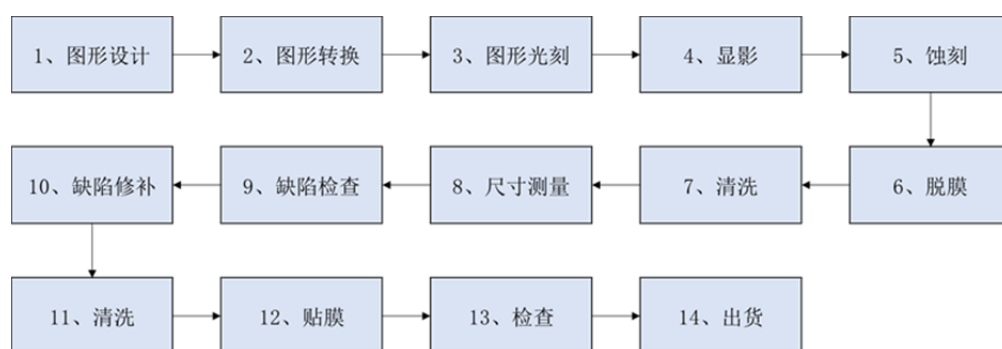 1、图形设计
2、图形转换
3、图形光刻
4、显影
5、蚀刻
6、脱膜
7、清洗
8、尺寸测量
9、缺陷检查
10、缺陷修补
11、清洗
12、贴膜
13、检查
14、出货